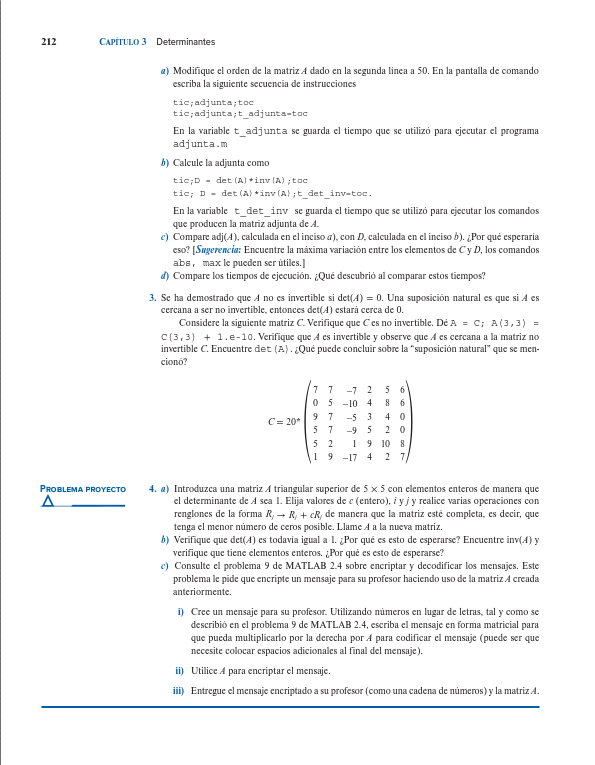 212 CAPÍTULO 3 Determinantes
a) Modifique el orden de la matriz A dado en la segunda línea a 50. En la pantalla de comando
escriba la siguiente secuencia de instrucciones
tic;adjunta;toc
tic;adjunta;t_adjunta=toc
En la variable t_adjunta se guarda el tiempo que se utilizó para ejecutar el programa
adjunta.m
b) Calcule la adjunta como
tic;D = det(A)*inv(A);toc
tic; D = det(A)*inv(A);t_det_inv=toc.
En la variable t_det_inv se guarda el tiempo que se utilizó para ejecutar los comandos
que producen la matriz adjunta de A.
c) Compare adj(A), calculada en el inciso a), con D, calculada en el inciso b). ¿Por qué esperaría
eso? [Sugerencia: Encuentre la máxima variación entre los elementos de C y D, los comandos
abs, max le pueden ser útiles.]
d) Compare los tiempos de ejecución. ¿Qué descubrió al comparar estos tiempos?
3. Se ha demostrado que A no es invertible si det(A) = 0. Una suposición natural es que si A es
cercana a ser no invertible, entonces det(A) estará cerca de 0.
Considere la siguiente matriz C. Verifique que C es no invertible. Dé A = C; A(3,3) =
C(3,3) + 1.e-10. Verifique que A es invertible y observe que A es cercana a la matriz no
invertible C. Encuentre det(A). ¿Qué puede concluir sobre la “suposición natural” que se men-
cionó?
7 7 −7 2 5 6
0 5 −10 4 8 6
9 7 −5 3 4 0
C = 20*
5 7 −9 5 2 0
5 2 1 9 10 8
1 9 −17 4 2 7
PROBLEMA PROYECTO
4. a) Introduzca una matriz A triangular superior de 5 × 5 con elementos enteros de manera que
el determinante de A sea 1. Elija valores de c (entero), i y j y realice varias operaciones con
renglones de la forma Rj → Rj + cRi de manera que la matriz esté completa, es decir, que
tenga el menor número de ceros posible. Llame A a la nueva matriz.
b) Verifique que det(A) es todavía igual a 1. ¿Por qué es esto de esperarse? Encuentre inv(A) y
verifique que tiene elementos enteros. ¿Por qué es esto de esperarse?
c) Consulte el problema 9 de MATLAB 2.4 sobre encriptar y decodificar los mensajes. Este
problema le pide que encripte un mensaje para su profesor haciendo uso de la matriz A creada
anteriormente.
i) Cree un mensaje para su profesor. Utilizando números en lugar de letras, tal y como se
describió en el problema 9 de MATLAB 2.4, escriba el mensaje en forma matricial para
que pueda multiplicarlo por la derecha por A para codificar el mensaje (puede ser que
necesite colocar espacios adicionales al final del mensaje).
ii) Utilice A para encriptar el mensaje.
iii) Entregue el mensaje encriptado a su profesor (como una cadena de números) y la matriz A.